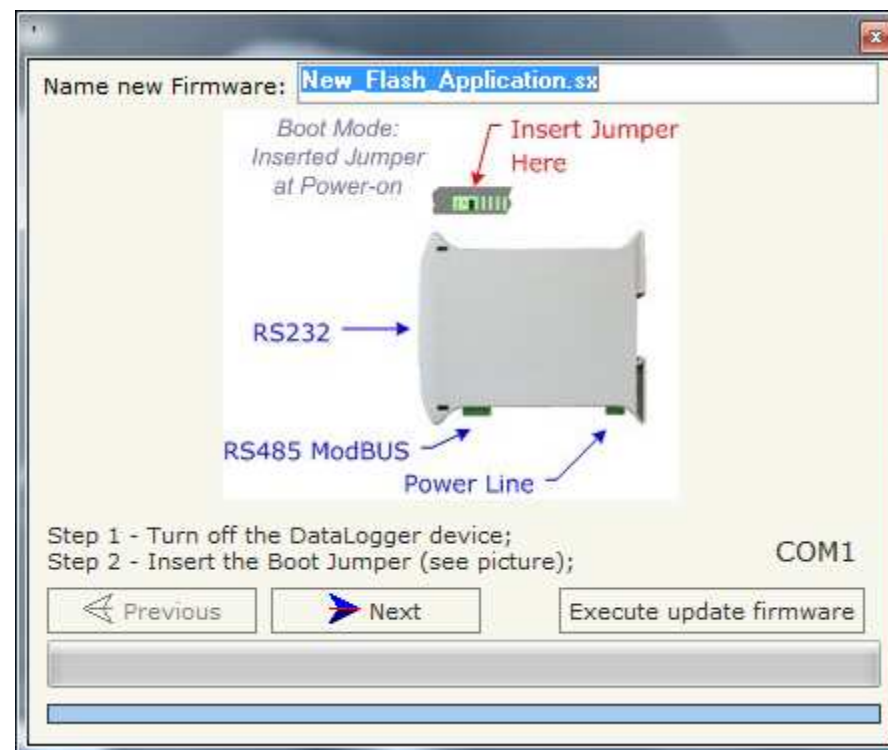 Name new Firmware: New_Flash_Application.sx
Boot Mode:
Inserted Jumper
at Power-on
Insert Jumper
Here
RS232
RS485 ModBUS
Power Line
Step 1 - Turn off the DataLogger device;
Step 2 - Insert the Boot Jumper (see picture);
COM1
Previous
Next
Execute update firmware